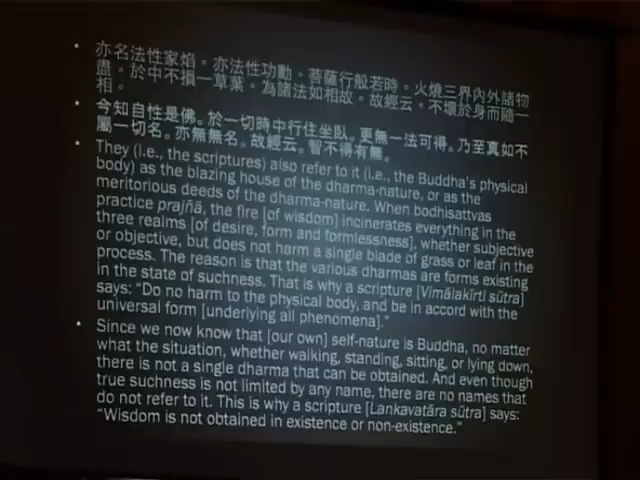 亦名法性家焰。亦法性功勳。菩薩行般若時。火燒三界內外諸物
盡。於中不損一草葉。為諸法如相故。故經云。不壞於身而隨一
相。
今知自性是佛。於一切時中行住坐臥。更無一法可得。乃至真如不
屬一切名。亦無無名。故經云。智不得有無。
They (i.e., the scriptures) also refer to it (i.e., the Buddha's physical
body) as the blazing house of the dharma-nature, or as the
meritorious deeds of the dharma-nature. When bodhisattvas
practice prajñā, the fire [of wisdom] incinerates everything in the
three realms [of desire, form and formlessness], whether subjective
or objective, but does not harm a single blade of grass or leaf in the
process. The reason is that the various dharmas are forms existing
in the state of suchness. That is why a scripture [Vimālakīrti sūtra]
says: “Do no harm to the physical body, and be in accord with the
universal form [underlying all phenomena].”
Since we now know that [our own] self-nature is Buddha, no matter
what the situation, whether walking, standing, sitting, or lying down,
there is not a single dharma that can be obtained. And even though
true suchness is not limited by any name, there are no names that
do not refer to it. This is why a scripture [Lankavatāra sūtra] says:
“Wisdom is not obtained in existence or non-existence.”